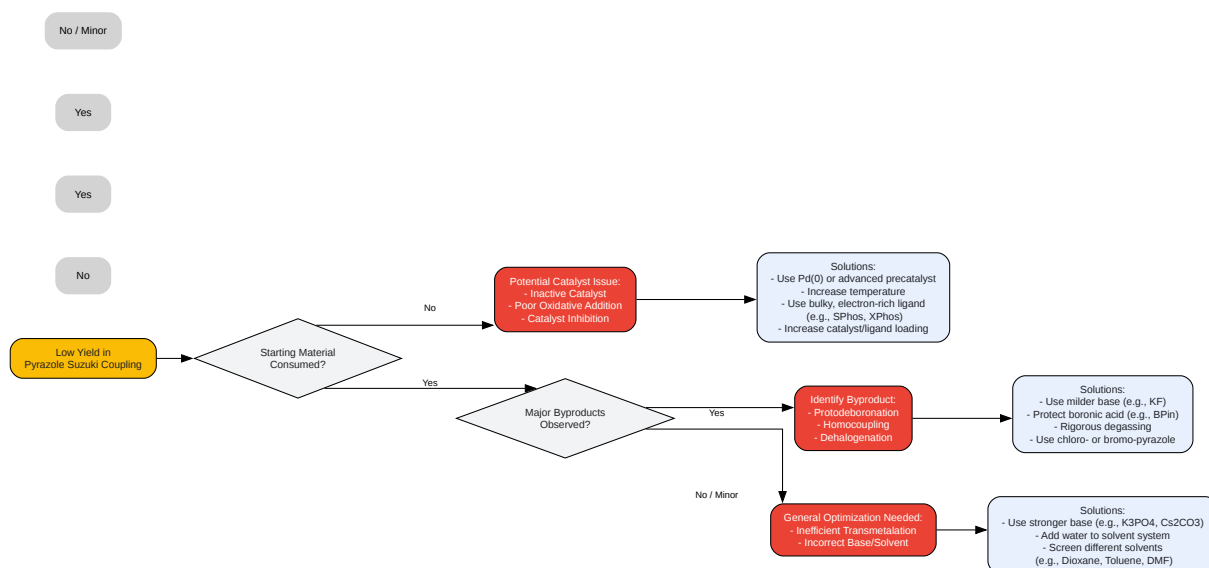 No / Minor
Yes
Yes
No
Low Yield in
Pyrazole Suzuki Coupling
Starting Material
Consumed?
No
Potential Catalyst Issue:
- Inactive Catalyst
- Poor Oxidative Addition
- Catalyst Inhibition
Solutions:
- Use Pd(0) or advanced precatalyst
- Increase temperature
- Use bulky, electron-rich ligand
(e.g., SPhos, XPhos)
- Increase catalyst/ligand loading
Yes
Major Byproducts
Observed?
Yes
Identify Byproduct:
- Protodeboronation
- Homocoupling
- Dehalogenation
Solutions:
- Use milder base (e.g., KF)
- Protect boronic acid (e.g., BPin)
- Rigorous degassing
- Use chloro- or bromo-pyrazole
No / Minor
General Optimization Needed:
- Inefficient Transmetalation
- Incorrect Base/Solvent
Solutions:
- Use stronger base (e.g., K3PO4, Cs2CO3)
- Add water to solvent system
- Screen different solvents
(e.g., Dioxane, Toluene, DMF)